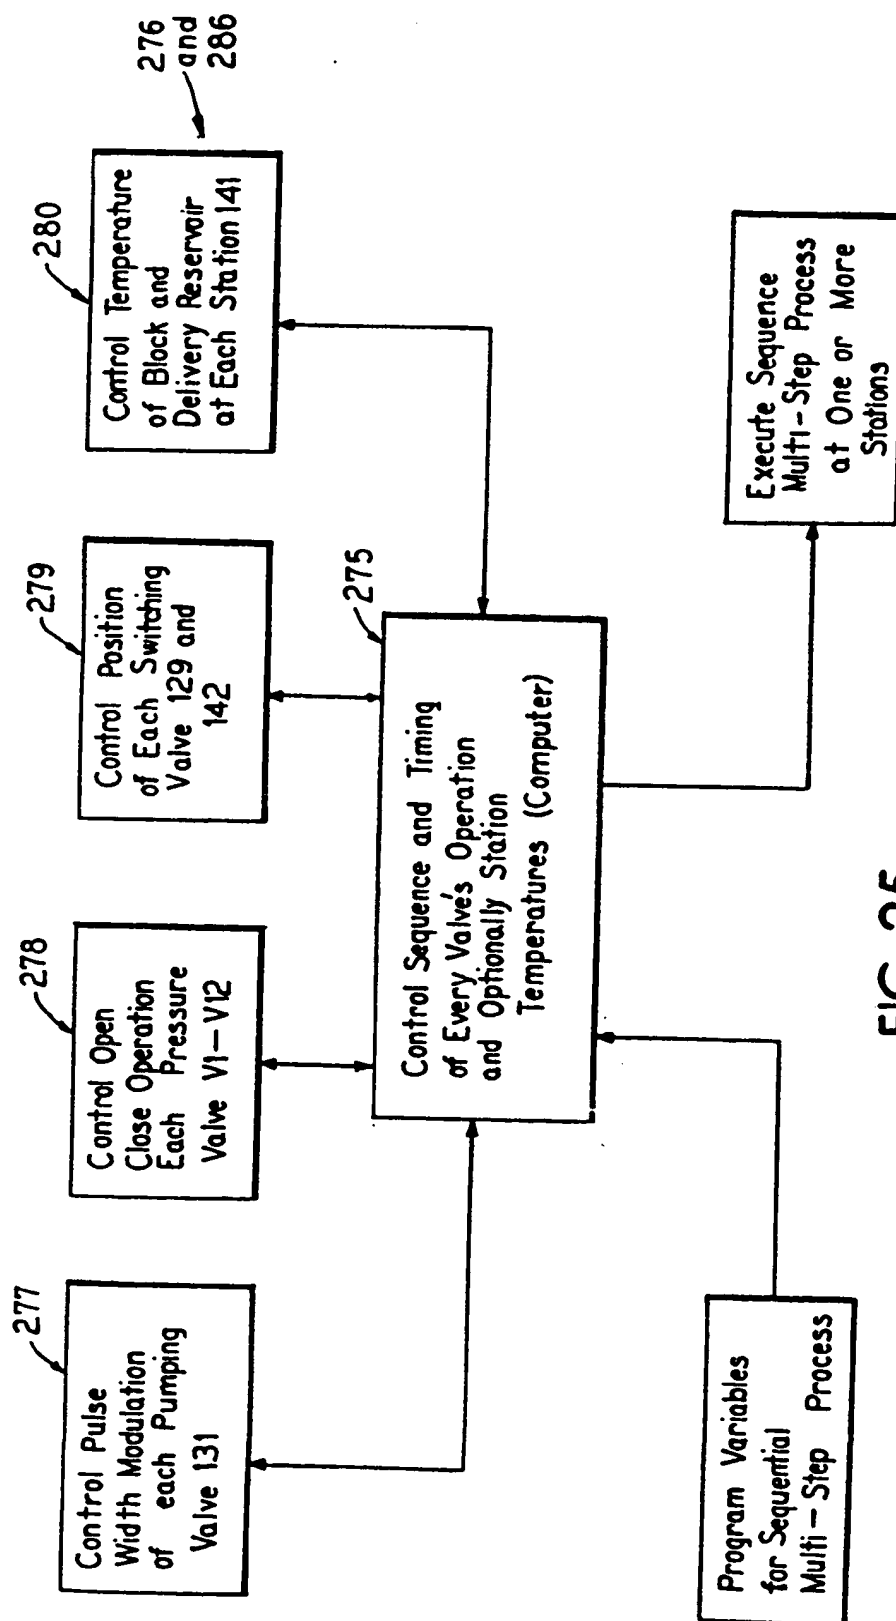 277
Control Pulse
Width Modulation
of each Pumping
Valve 131
278
Control Open
Close Operation
Each Pressure
Valve V1–V12
279
Control Position
of Each Switching
Valve 129 and
142
280
Control Temperature
of Block and
Delivery Reservoir
at Each Station 141
276
and
286
275
Control Sequence and Timing
of Every Valve's Operation
and Optionally Station
Temperatures (Computer)
Program Variables
for Sequential
Multi–Step Process
Execute Sequence
Multi–Step Process
at One or More
Stations
FIG. 25